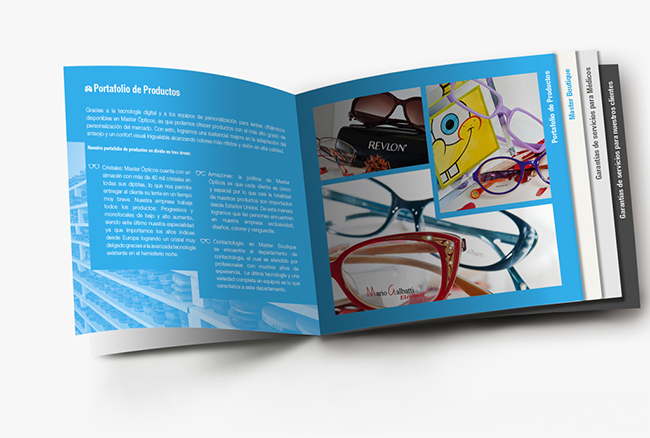 Portafolio de Productos
Gracias a la tecnología digital y a los equipos de personalización para lentes oftálmicos
disponibles en Master Ópticos, es que podemos ofrecer productos con el más alto grado de
personalización del mercado. Con esto, logramos una sustancial mejora en la adaptación del
anteojo y un confort visual inigualable alcanzando colores más nítidos y visión en alta calidad.
Nuestro portafolio de productos se divide en tres áreas:
Cristales: Master Ópticos cuenta con un
almacén con más de 40 mil cristales en
todas sus diptrías, lo que nos permite
entregar el cliente su lente en un tiempo
muy breve. Nuestra empresa trabaja
todos los productos: Progresivos y
monofocales de bajo y alto aumento,
siendo este último nuestra especialidad
ya que importamos los altos índices
desde Europa logrando un cristal muy
delgado gracias a la avanzada tecnología
existente en el hemisferio norte.
Armazones: la política de Master
Ópticos es que cada cliente es único
y especial por lo que casi la totalidad
de nuestros productos son importados
desde Estados Unidos. De esta manera
logramos que las personas encuentren
en nuestra empresa exclusividad,
diseños, colores y vanguardia.
Contactología: en Master Boutique
se encuentra el departamento de
contactología, el cual es atendido por
profesionales con muchos años de
experiencia. La última tecnología y una
variedad completa en equipos es lo que
caracteriza a este departamento.
REVLON
Mario Galbatti
Portafolio de Productos
Master Boutique
Garantías de servicios para Médicos
Garantías de servicios para nuestros clientes